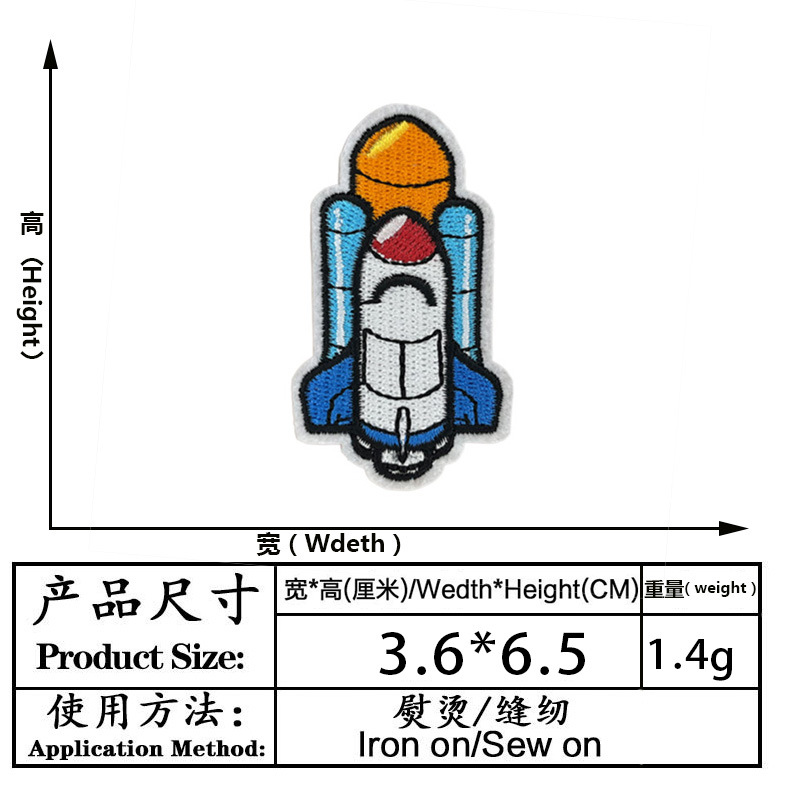 高 (Height)
宽 ( Wdeth )
产品尺寸
Product Size:
宽*高(厘米)/Wedth*Height(CM)
重量( weight )
3.6*6.5
1.4g
使用方法:
Application Method:
熨烫/缝纫
Iron on/Sew on